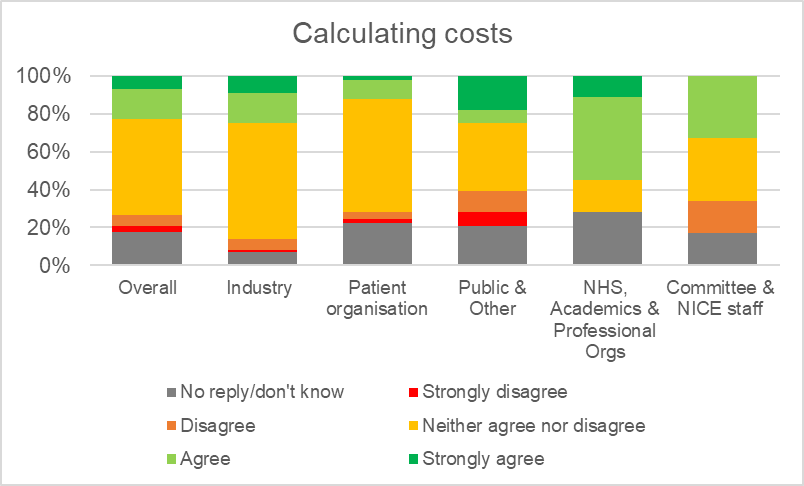 Calculating costs
100%
80%
60%
40%
20%
0%
Overall
Industry
Patient
organisation
Public &
Other
NHS,
Academics &
Professional
Orgs
Committee &
NICE staff
No reply/don't know
Strongly disagree
Disagree
Neither agree nor disagree
Agree
Strongly agree